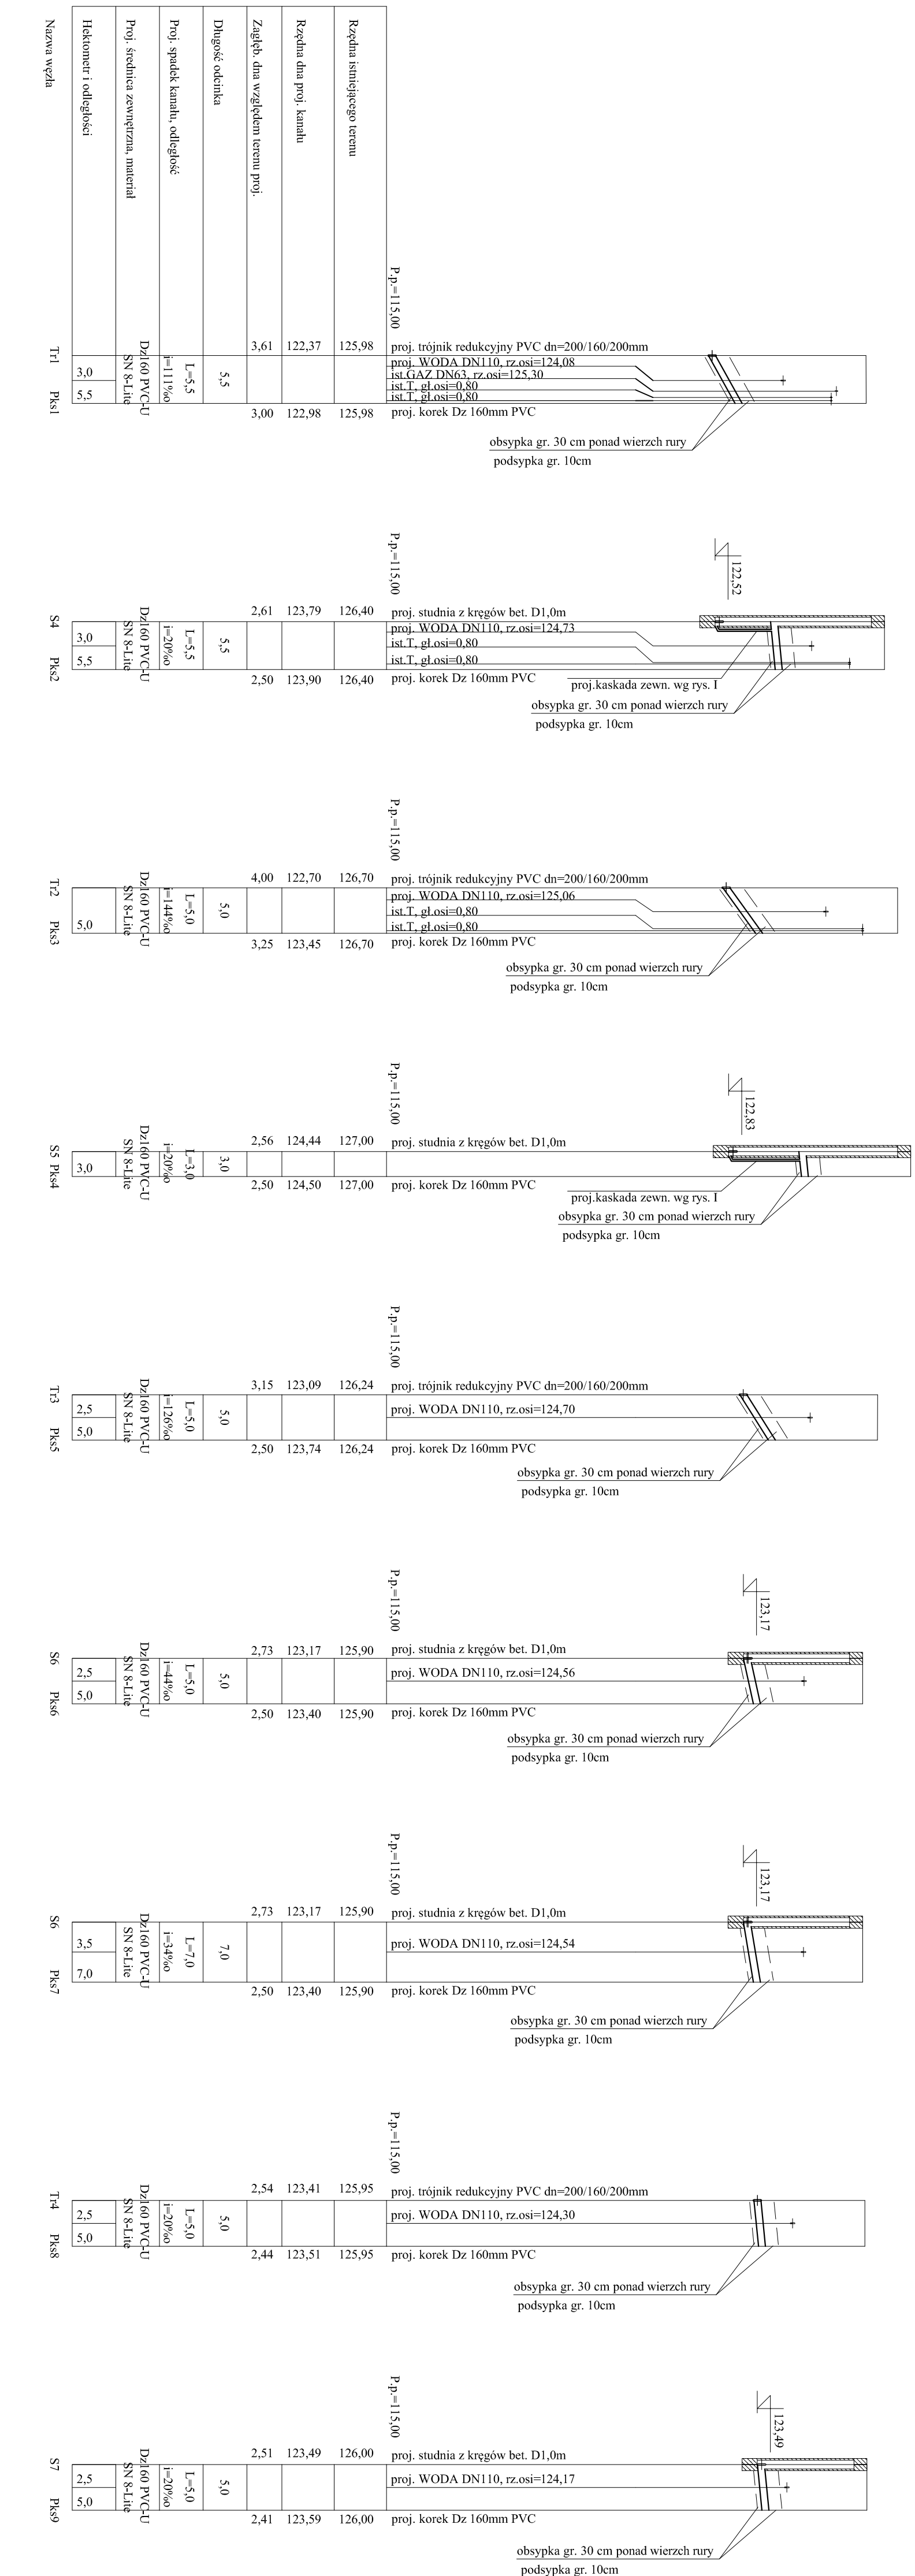 Rzędna istniejącego terenu
Rzędna dna proj. kanału
Zagłęb. dna względem terenu proj.
Długość odcinka
Proj. spadek kanału, odległość
Proj. średnica zewnętrzna, materiał
Hektometr i odległości
Nazwa węzła
P.p.=115,00
3,61 122,37 125,98 proj. trójnik redukcyjny PVC dn=200/160/200mm
proj. WODA DN110, rz.osi=124,08
ist.GAZ DN63, rz.osi=125,30
ist.T, gł.osi=0,80
ist.T, gł.osi=0,80
3,00 122,98 125,98 proj. korek Dz 160mm PVC
5,5
L=5,5
i=111‰
Dz160 PVC-U
SN 8-Lite
3,0
5,5
Tr1 Pks1
obsypka gr. 30 cm ponad wierzch rury
podsypka gr. 10cm
P.p.=115,00
122,52
2,61 123,79 126,40 proj. studnia z kręgów bet. D1,0m
proj. WODA DN110, rz.osi=124,73
ist.T, gł.osi=0,80
ist.T, gł.osi=0,80
2,50 123,90 126,40 proj. korek Dz 160mm PVC
5,5
L=5,5
i=20‰
Dz160 PVC-U
SN 8-Lite
3,0
5,5
S4 Pks2
proj.kaskada zewn. wg rys. I
obsypka gr. 30 cm ponad wierzch rury
podsypka gr. 10cm
P.p.=115,00
4,00 122,70 126,70 proj. trójnik redukcyjny PVC dn=200/160/200mm
proj. WODA DN110, rz.osi=125,06
ist.T, gł.osi=0,80
ist.T, gł.osi=0,80
3,25 123,45 126,70 proj. korek Dz 160mm PVC
5,0
L=5,0
i=144‰
Dz160 PVC-U
SN 8-Lite
5,0
Tr2 Pks3
obsypka gr. 30 cm ponad wierzch rury
podsypka gr. 10cm
P.p.=115,00
122,83
2,56 124,44 127,00 proj. studnia z kręgów bet. D1,0m
2,50 124,50 127,00 proj. korek Dz 160mm PVC
3,0
L=3,0
i=20‰
Dz160 PVC-U
SN 8-Lite
3,0
S5 Pks4
proj.kaskada zewn. wg rys. I
obsypka gr. 30 cm ponad wierzch rury
podsypka gr. 10cm
P.p.=115,00
3,15 123,09 126,24 proj. trójnik redukcyjny PVC dn=200/160/200mm
proj. WODA DN110, rz.osi=124,70
2,50 123,74 126,24 proj. korek Dz 160mm PVC
5,0
L=5,0
i=126‰
Dz160 PVC-U
SN 8-Lite
2,5
5,0
Tr3 Pks5
obsypka gr. 30 cm ponad wierzch rury
podsypka gr. 10cm
P.p.=115,00
123,17
2,73 123,17 125,90 proj. studnia z kręgów bet. D1,0m
proj. WODA DN110, rz.osi=124,56
2,50 123,40 125,90 proj. korek Dz 160mm PVC
5,0
L=5,0
i=44‰
Dz160 PVC-U
SN 8-Lite
2,5
5,0
S6 Pks6
obsypka gr. 30 cm ponad wierzch rury
podsypka gr. 10cm
P.p.=115,00
123,17
2,73 123,17 125,90 proj. studnia z kręgów bet. D1,0m
proj. WODA DN110, rz.osi=124,54
2,50 123,40 125,90 proj. korek Dz 160mm PVC
7,0
L=7,0
i=34‰
Dz160 PVC-U
SN 8-Lite
3,5
7,0
S6 Pks7
obsypka gr. 30 cm ponad wierzch rury
podsypka gr. 10cm
P.p.=115,00
2,54 123,41 125,95 proj. trójnik redukcyjny PVC dn=200/160/200mm
proj. WODA DN110, rz.osi=124,30
2,44 123,51 125,95 proj. korek Dz 160mm PVC
5,0
L=5,0
i=20‰
Dz160 PVC-U
SN 8-Lite
2,5
5,0
Tr4 Pks8
obsypka gr. 30 cm ponad wierzch rury
podsypka gr. 10cm
P.p.=115,00
123,49
2,51 123,49 126,00 proj. studnia z kręgów bet. D1,0m
proj. WODA DN110, rz.osi=124,17
2,41 123,59 126,00 proj. korek Dz 160mm PVC
5,0
L=5,0
i=20‰
Dz160 PVC-U
SN 8-Lite
2,5
5,0
S7 Pks9
obsypka gr. 30 cm ponad wierzch rury
podsypka gr. 10cm